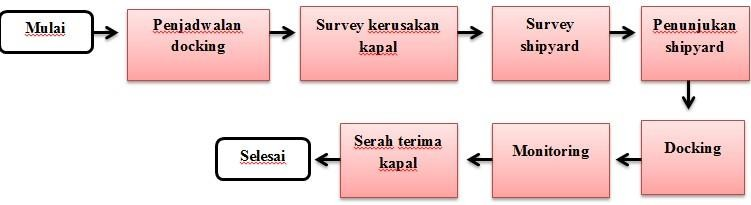 Mulai
Penjadwalan
docking
Survey kerusakan
kapal
Survey
shipyard
Penunjukan
shipyard
Docking
Monitoring
Serah terima
kapal
Selesai